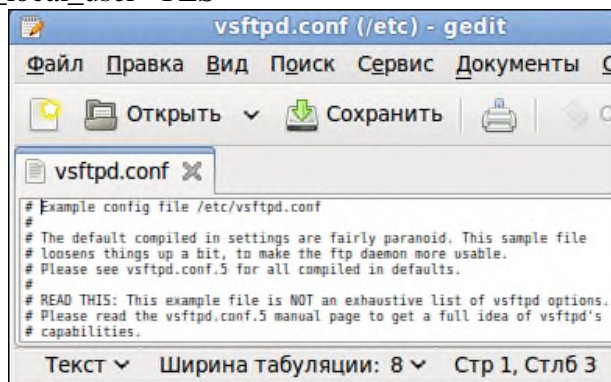 vsftpd.conf (/etc) - gedit
Файл Правка Вид Поиск Сервис Документы
Открыть Сохранить
vsftpd.conf
# Example config file /etc/vsftpd.conf
#
# The default compiled in settings are fairly paranoid. This sample file
# loosens things up a bit, to make the ftp daemon more usable.
# Please see vsftpd.conf.5 for all compiled in defaults.
#
# READ THIS: This example file is NOT an exhaustive list of vsftpd options.
# Please read the vsftpd.conf.5 manual page to get a full idea of vsftpd's
# capabilities.
Текст Ширина табуляции: 8 Стр 1, Стлб 3